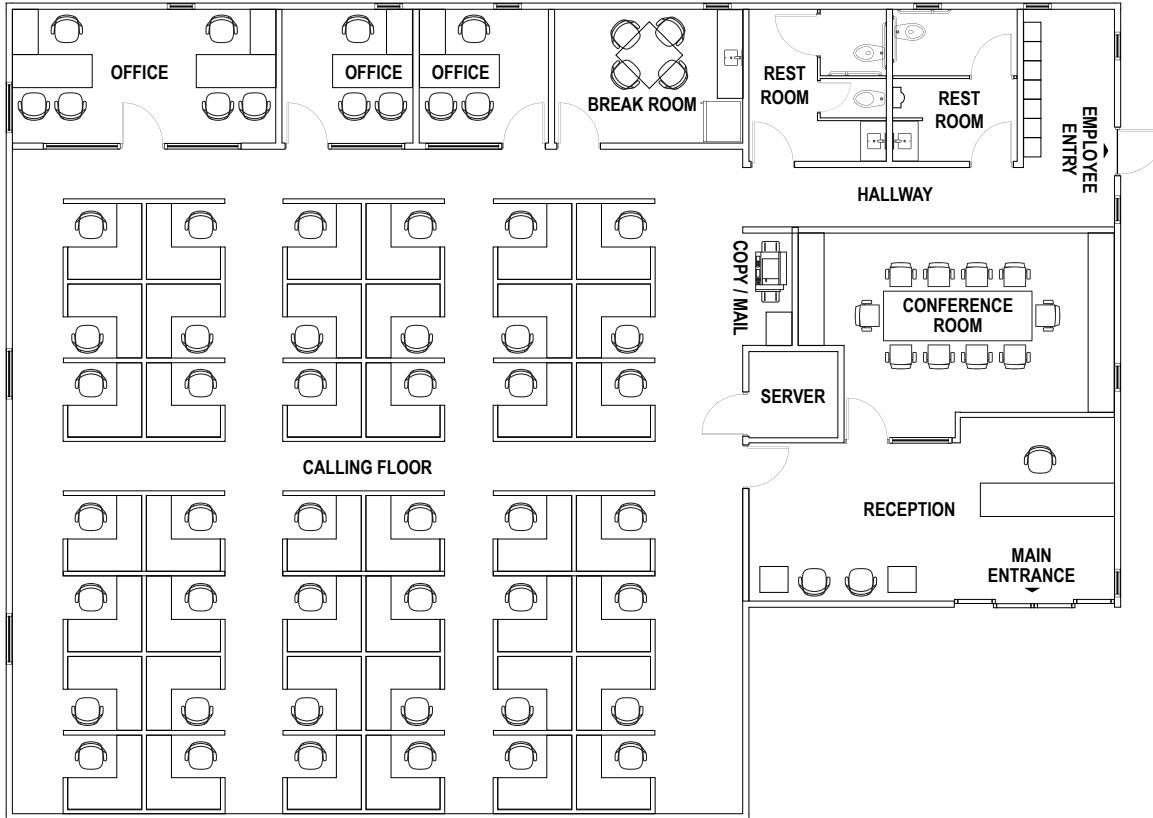 OFFICE
OFFICE
OFFICE
BREAK ROOM
REST
ROOM
REST
ROOM
EMPLOYEE
ENTRY
HALLWAY
COPY / MAIL
CONFERENCE
ROOM
SERVER
CALLING FLOOR
RECEPTION
MAIN
ENTRANCE